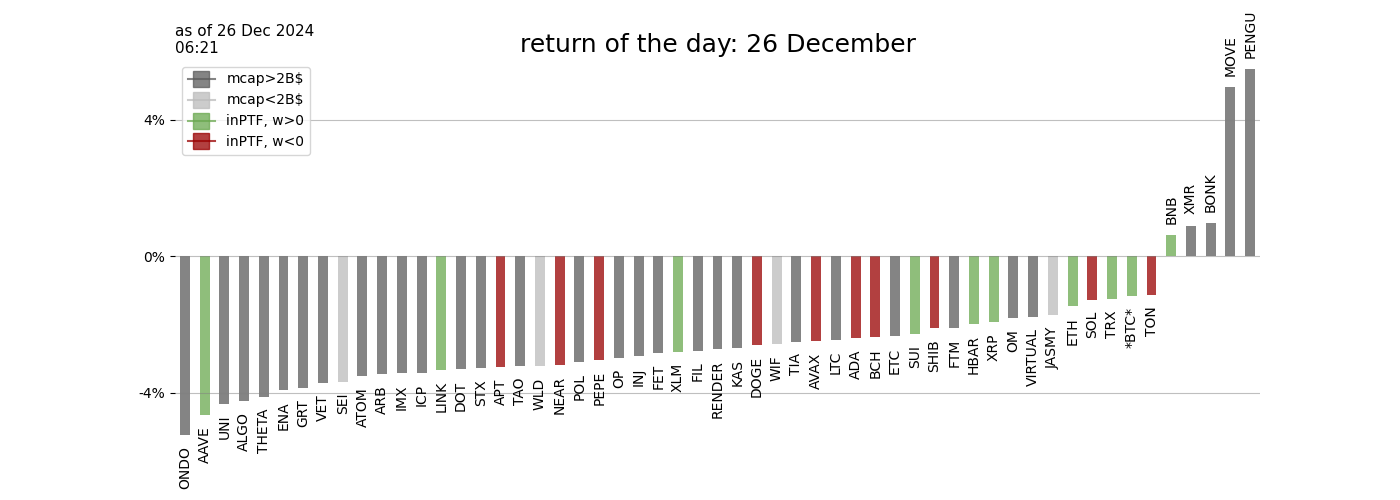 as of 26 Dec 2024
06:21
return of the day: 26 December
mcap>2B$
mcap<2B$
inPTF, w>0
inPTF, w<0
4%
0%
-4%
ONDO
AAVE
UNI
ALGO
THETA
ENA
GRT
VET
SEI
ATOM
ARB
IMX
ICP
LINK
DOT
STX
APT
TAO
WLD
NEAR
POL
PEPE
OP
INJ
FET
XLM
FIL
RENDER
KAS
DOGE
WIF
TIA
AVAX
LTC
ADA
BCH
ETC
SUI
SHIB
FTM
HBAR
XRP
OM
VIRTUAL
JASMY
ETH
SOL
TRX
*BTC*
TON
BNB
XMR
BONK
MOVE
PENGU